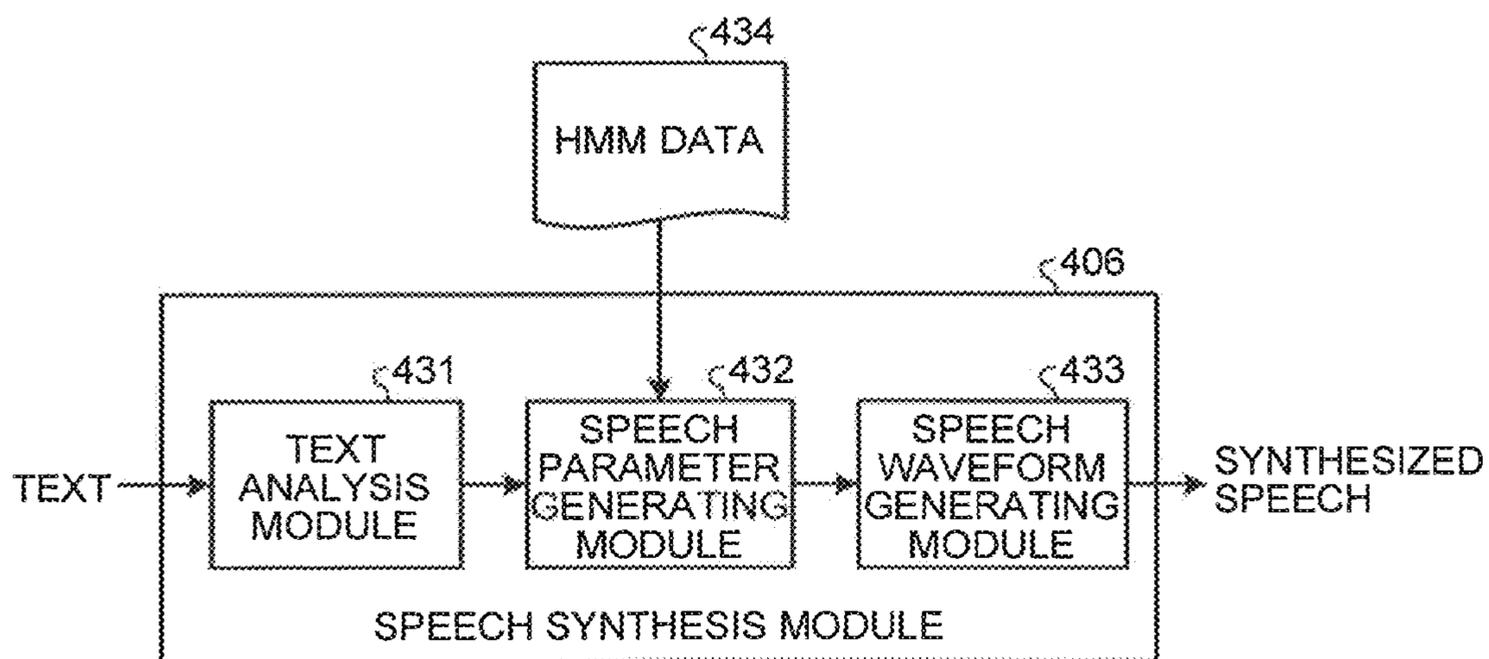 434
HMM DATA
406
431
432
433
TEXT
TEXT
ANALYSIS
MODULE
SPEECH
PARAMETER
GENERATING
MODULE
SPEECH
WAVEFORM
GENERATING
MODULE
SYNTHESIZED
SPEECH
SPEECH SYNTHESIS MODULE